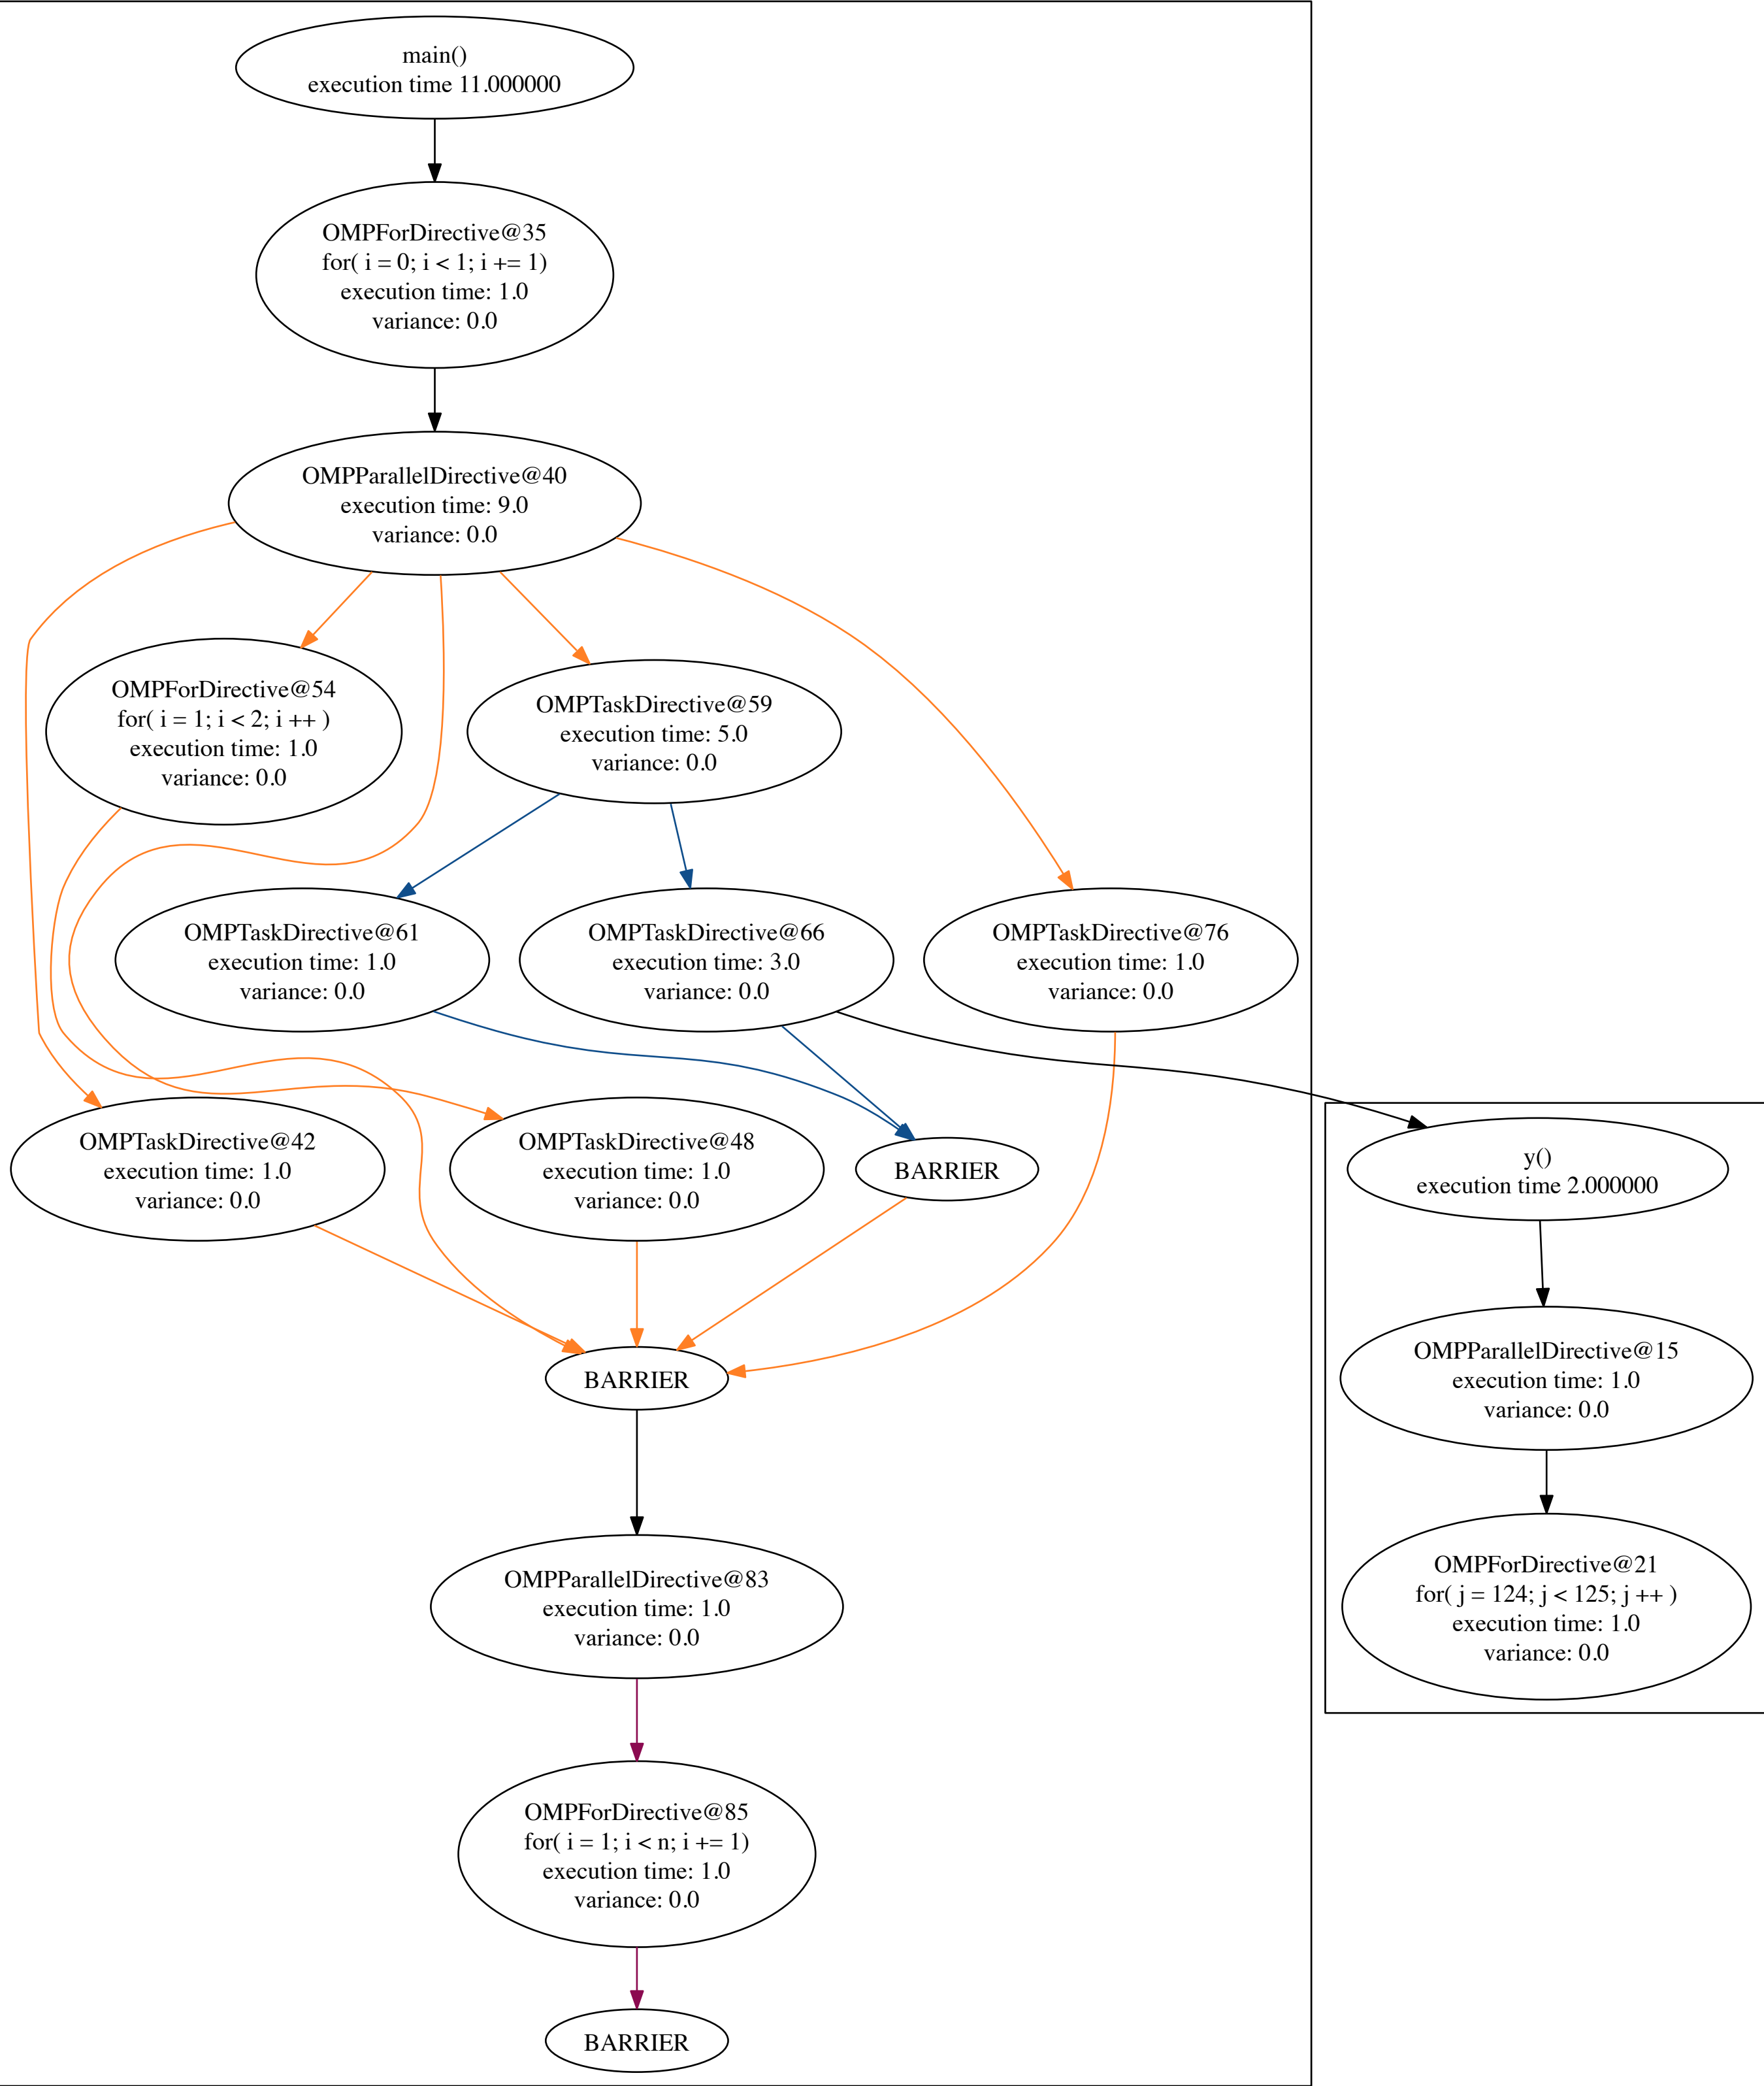 main()
execution time 11.000000
OMPForDirective@35
for( i = 0; i < 1; i += 1)
execution time: 1.0
variance: 0.0
OMPParallelDirective@40
execution time: 9.0
variance: 0.0
OMPForDirective@54
for( i = 1; i < 2; i ++ )
execution time: 1.0
variance: 0.0
OMPTaskDirective@59
execution time: 5.0
variance: 0.0
OMPTaskDirective@61
execution time: 1.0
variance: 0.0
OMPTaskDirective@66
execution time: 3.0
variance: 0.0
OMPTaskDirective@76
execution time: 1.0
variance: 0.0
OMPTaskDirective@42
execution time: 1.0
variance: 0.0
OMPTaskDirective@48
execution time: 1.0
variance: 0.0
BARRIER
y()
execution time 2.000000
BARRIER
OMPParallelDirective@15
execution time: 1.0
variance: 0.0
OMPParallelDirective@83
execution time: 1.0
variance: 0.0
OMPForDirective@21
for( j = 124; j < 125; j ++ )
execution time: 1.0
variance: 0.0
OMPForDirective@85
for( i = 1; i < n; i += 1)
execution time: 1.0
variance: 0.0
BARRIER